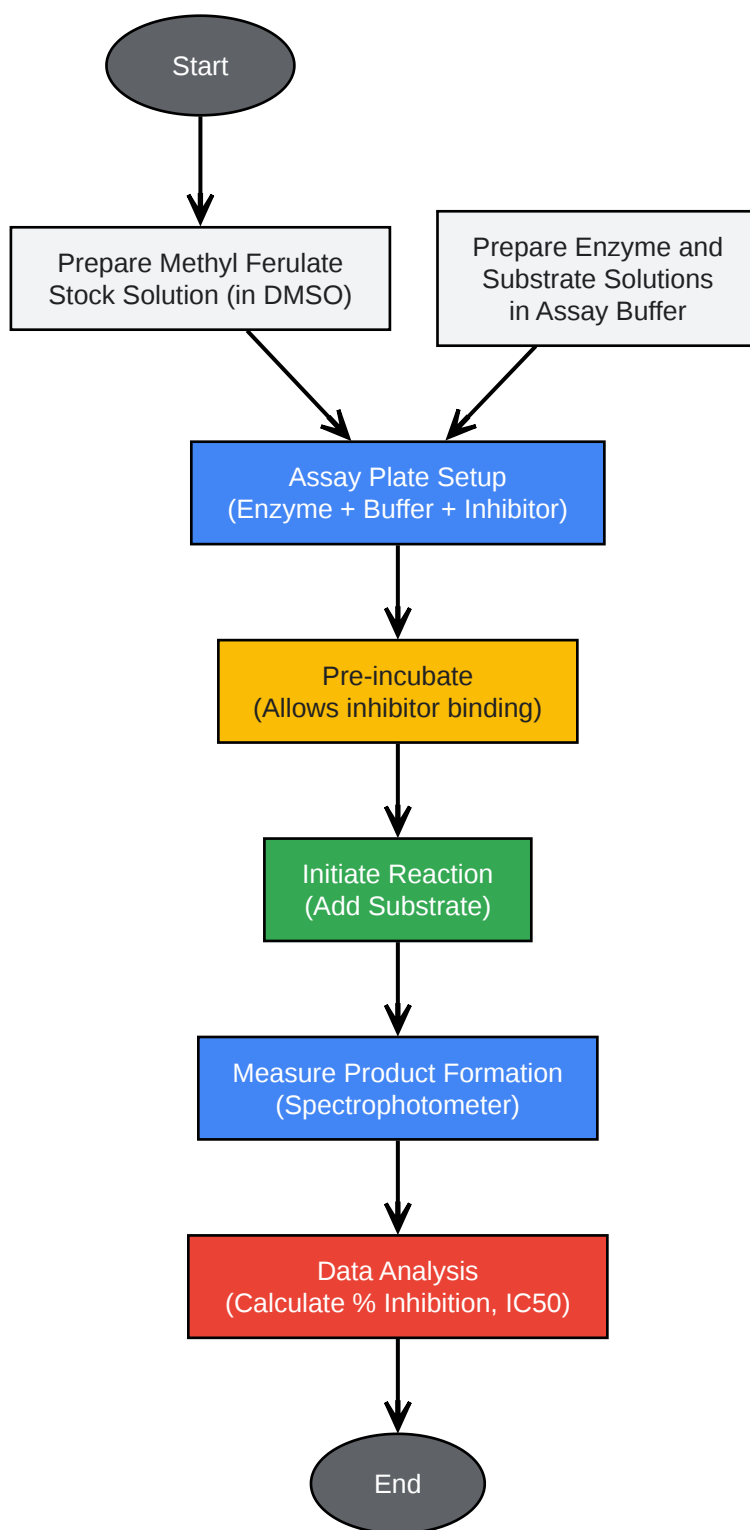 Start
Prepare Methyl Ferulate
Stock Solution (in DMSO)
Prepare Enzyme and
Substrate Solutions
in Assay Buffer
Assay Plate Setup
(Enzyme + Buffer + Inhibitor)
Pre-incubate
(Allows inhibitor binding)
Initiate Reaction
(Add Substrate)
Measure Product Formation
(Spectrophotometer)
Data Analysis
(Calculate % Inhibition, IC50)
End